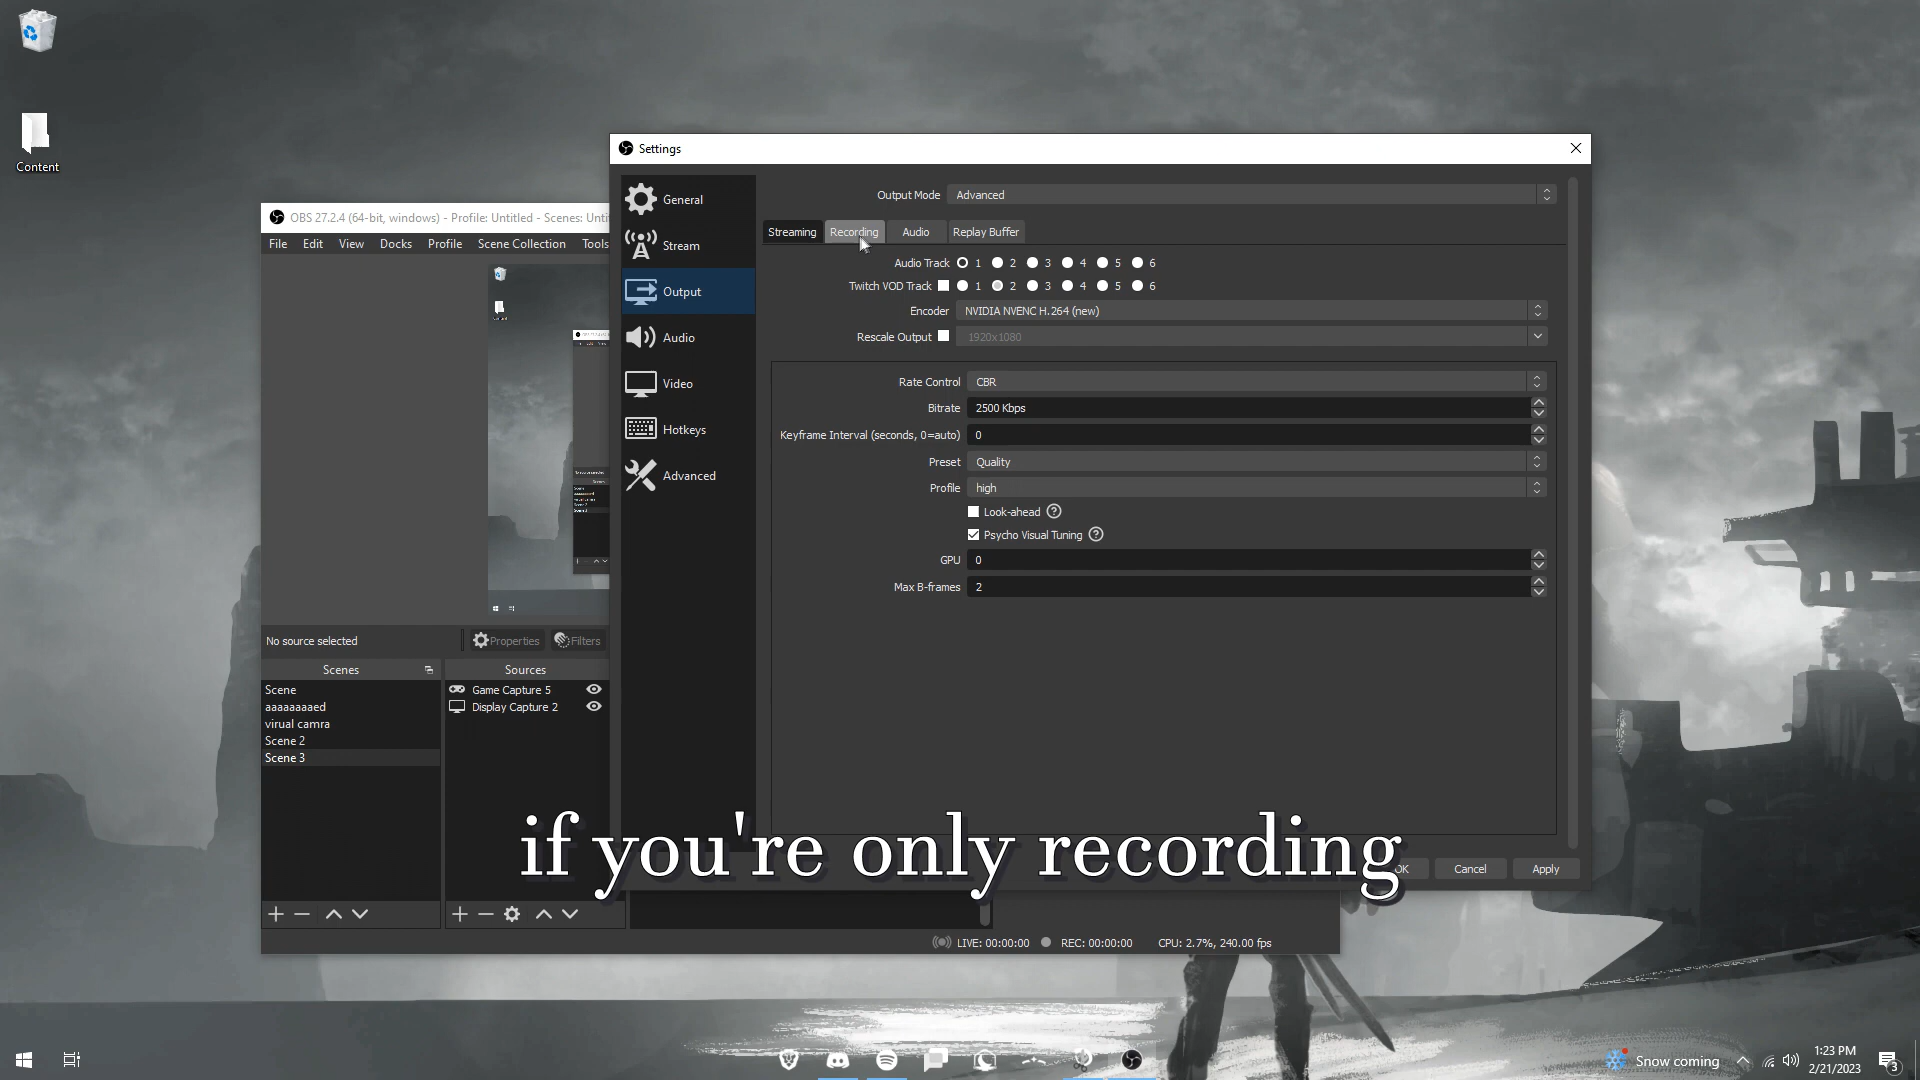 Content
OBS 27.2.4 (64-bit, windows) - Profile: Untitled - Scenes: Unti
File Edit View Docks Profile Scene Collection Tools
No source selected
Properties Filters
Scenes
Scene
aaaaaaaaed
virual camra
Scene 2
Scene 3
Sources
Game Capture 5
Display Capture 2
Settings
General
Stream
Output
Audio
Video
Hotkeys
Advanced
Output Mode Advanced
Streaming Recording Audio Replay Buffer
Audio Track 1 2 3 4 5 6
Twitch VOD Track 1 2 3 4 5 6
Encoder NVIDIA NVENC H.264 (new)
Rescale Output 1920x1080
Rate Control CBR
Bitrate 2500 Kbps
Keyframe Interval (seconds, 0=auto) 0
Preset Quality
Profile high
Look-ahead ?
Psycho Visual Tuning ?
GPU 0
Max B-frames 2
if you're only recording
OK Cancel Apply
LIVE: 00:00:00 REC: 00:00:00 CPU: 2.7%, 240.00 fps
Snow coming
1:23 PM
2/21/2023
3